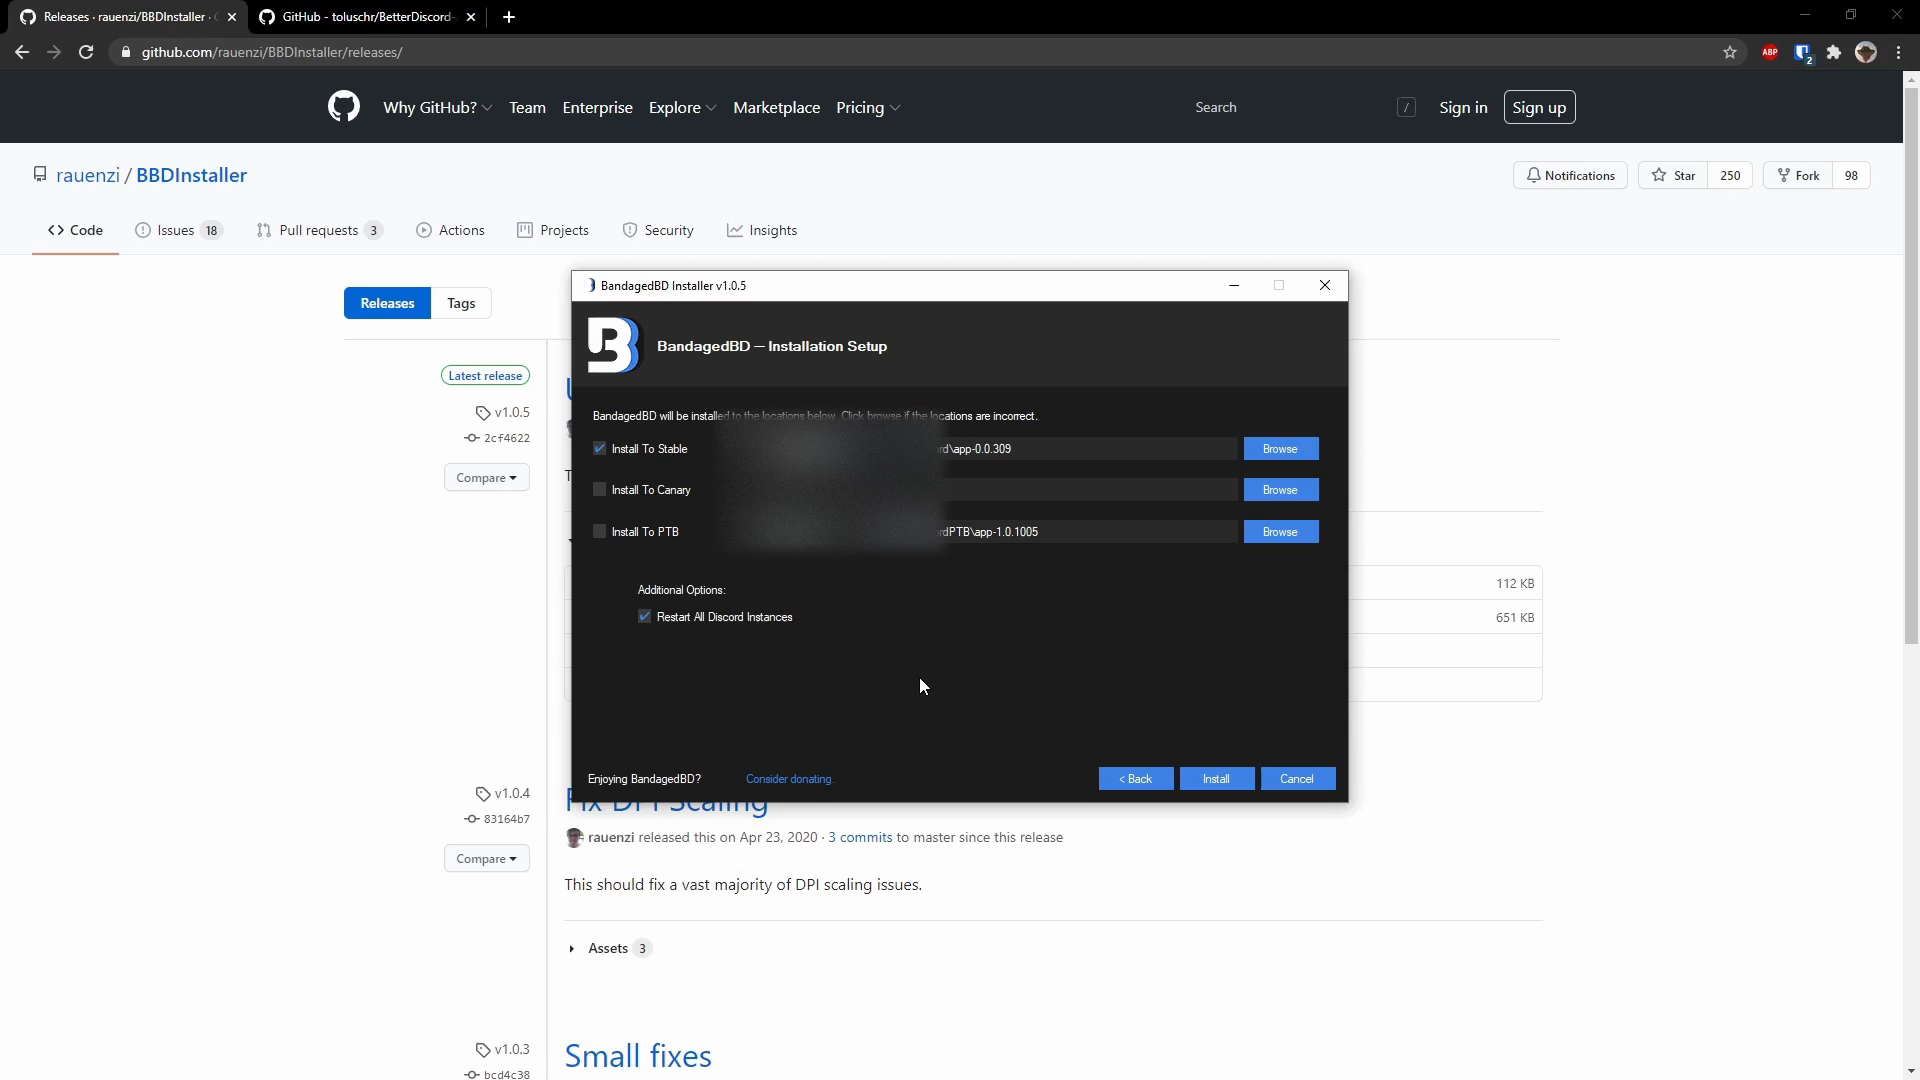 Releases · rauenzi/BBDInstaller ·
GitHub - toluschr/BetterDiscord-
github.com/rauenzi/BBDInstaller/releases/
ABP
2
Why GitHub?
Team
Enterprise
Explore
Marketplace
Pricing
Search
/
Sign in
Sign up
rauenzi / BBDInstaller
Notifications
Star 250
Fork 98
Code
Issues 18
Pull requests 3
Actions
Projects
Security
Insights
Releases
Tags
Latest release
v1.0.5
2cf4622
Compare
BandagedBD Installer v1.0.5
BandagedBD — Installation Setup
BandagedBD will be installed to the locations below. Click browse if the locations are incorrect.
Install To Stable
rd\app-0.0.309
Browse
Install To Canary
Browse
Install To PTB
rdPTB\app-1.0.1005
Browse
Additional Options:
Restart All Discord Instances
Enjoying BandagedBD?
Consider donating.
< Back
Install
Cancel
112 KB
651 KB
v1.0.4
83164b7
Compare
Fix DPI Scaling
rauenzi released this on Apr 23, 2020 · 3 commits to master since this release
This should fix a vast majority of DPI scaling issues.
Assets 3
v1.0.3
bcd4c38
Small fixes